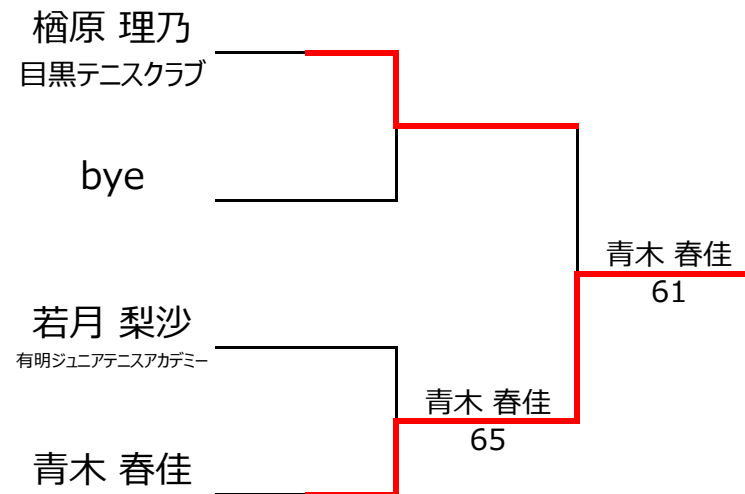 楢原 理乃
目黒テニスクラブ
bye
青木 春佳
61
若月 梨沙
有明ジュニアテニスアカデミー
青木 春佳
65
青木 春佳